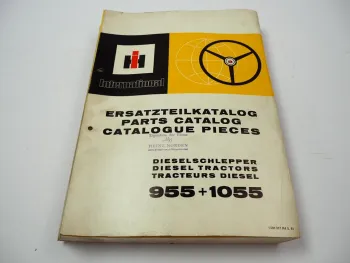 IH
International
ERSATZTEILKATALOG
PARTS CATALOG
CATALOGUE PIECES
DIESELSCHLEPPER
DIESEL TRACTORS
TRACTEURS DIESEL
955+1055